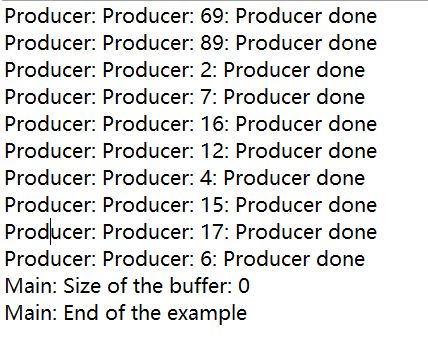 Producer: Producer: 69: Producer done
Producer: Producer: 89: Producer done
Producer: Producer: 2: Producer done
Producer: Producer: 7: Producer done
Producer: Producer: 16: Producer done
Producer: Producer: 12: Producer done
Producer: Producer: 4: Producer done
Producer: Producer: 15: Producer done
Producer: Producer: 17: Producer done
Producer: Producer: 6: Producer done
Main: Size of the buffer: 0
Main: End of the example